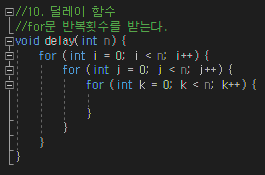 //10. 딜레이 함수
//for문 반복횟수를 받는다.
void delay(int n) {
for (int i = 0; i < n; i++) {
for (int j = 0; j < n; j++) {
for (int k = 0; k < n; k++) {
}
}
}
}